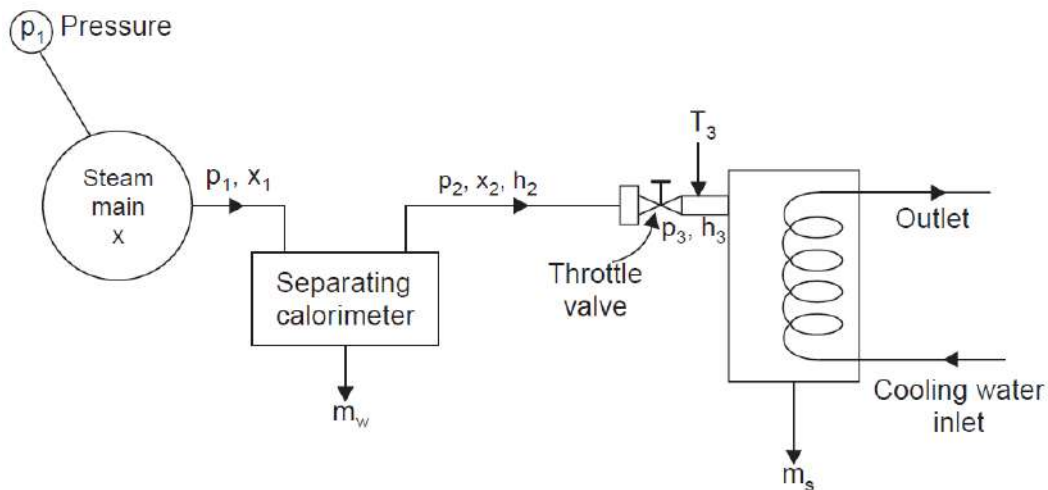 p₁ Pressure
Steam
main
x
p₁, x₁
p₂, x₂, h₂
T₃
p₃, h₃
Throttle
valve
Separating
calorimeter
m_w
Outlet
Cooling water
inlet
mₛ